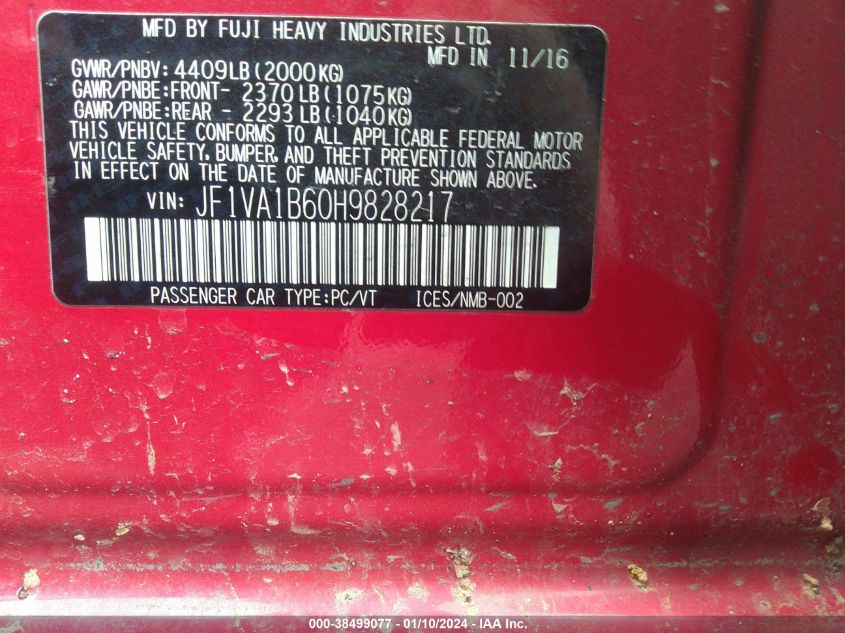 MFD BY FUJI HEAVY INDUSTRIES LTD.
MFD IN 11/16
GVWR/PNBV: 4409LB(2000KG)
GAWR/PNBE:FRONT- 2370LB(1075KG)
GAWR/PNBE:REAR - 2293LB(1040KG)
THIS VEHICLE CONFORMS TO ALL APPLICABLE FEDERAL MOTOR
VEHICLE SAFETY, BUMPER, AND THEFT PREVENTION STANDARDS
IN EFFECT ON THE DATE OF MANUFACTURE SHOWN ABOVE.
VIN: JF1VA1B60H9828217
PASSENGER CAR TYPE:PC/VT ICES/NMB-002
000-38499077 - 01/10/2024 - IAA Inc.